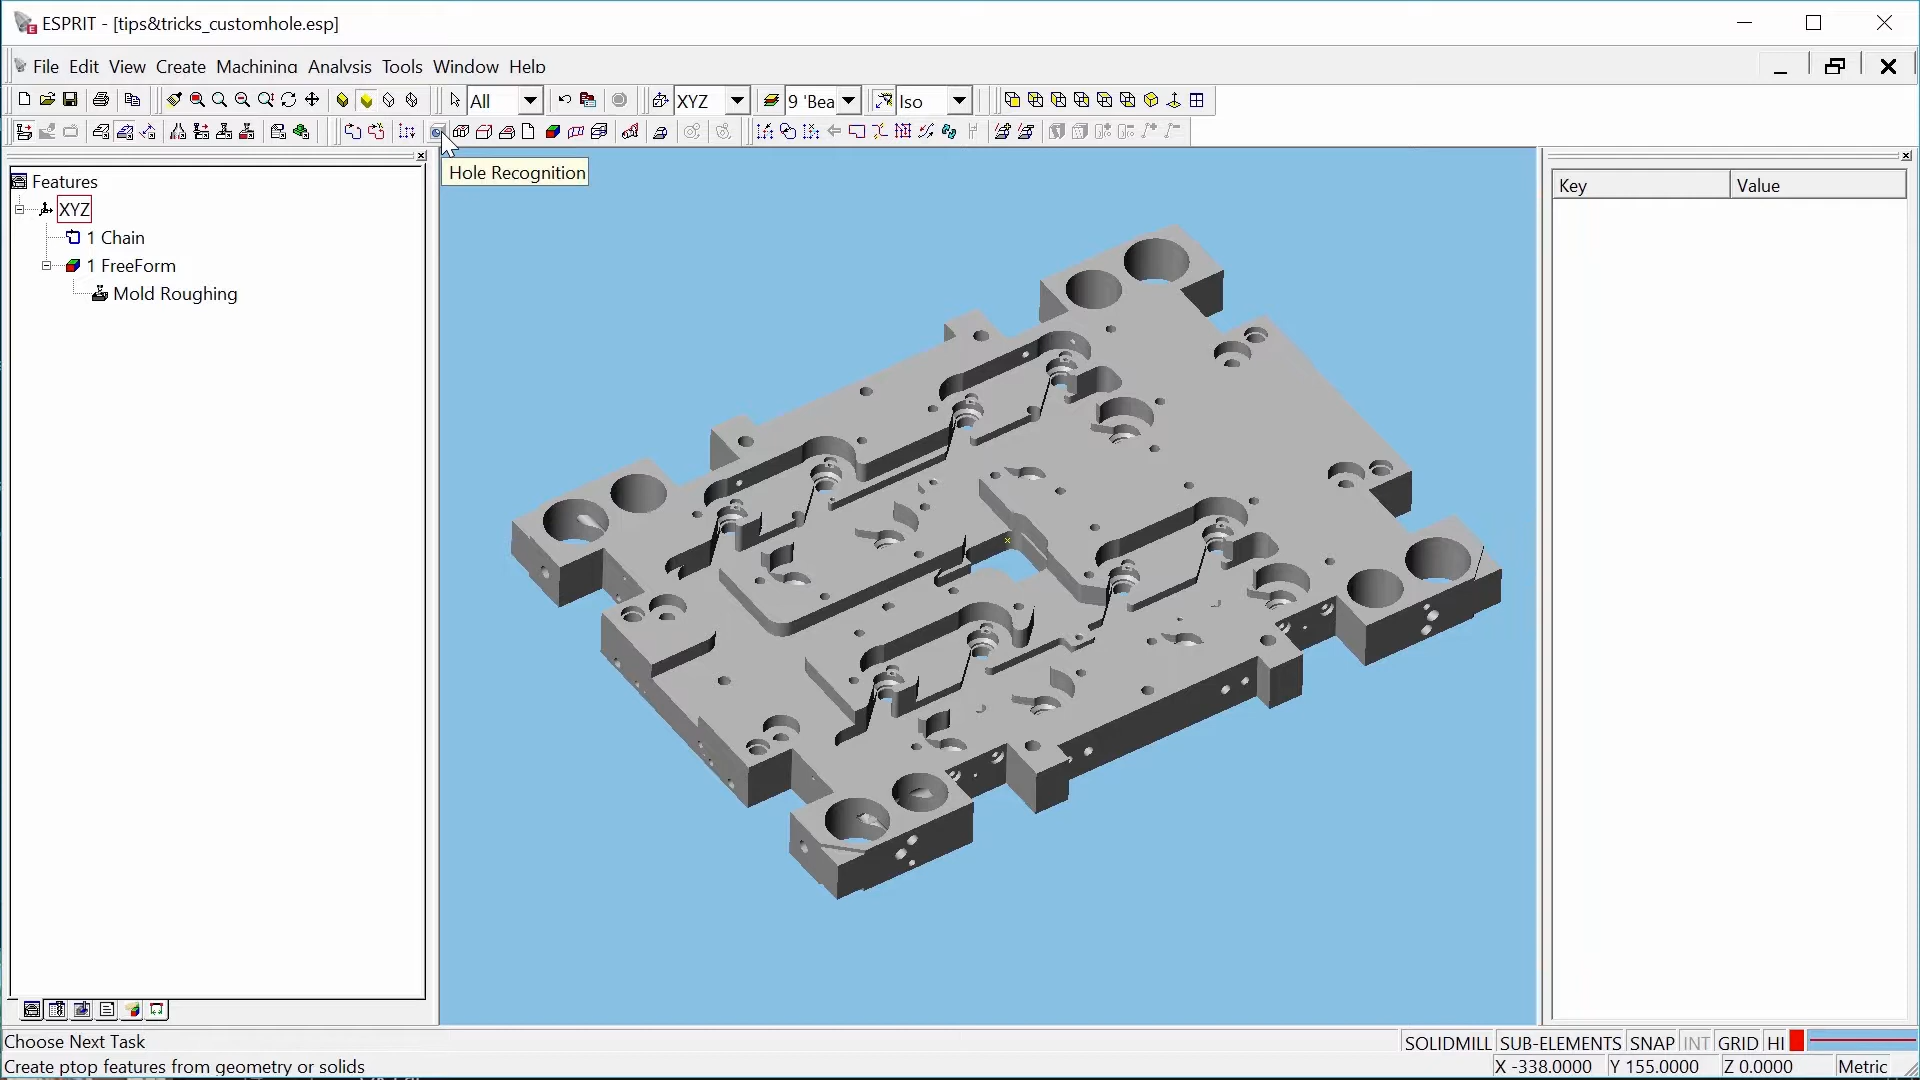 ESPRIT - [tips&tricks_customhole.esp]
File Edit View Create Machining Analysis Tools Window Help
All XYZ 9 'Bea Iso
Hole Recognition
Features
XYZ
1 Chain
1 FreeForm
Mold Roughing
Key Value
Choose Next Task
SOLIDMILL SUB-ELEMENTS SNAP INT GRID HI
Create ptop features from geometry or solids
X -338.0000 Y 155.0000 Z 0.0000 Metric